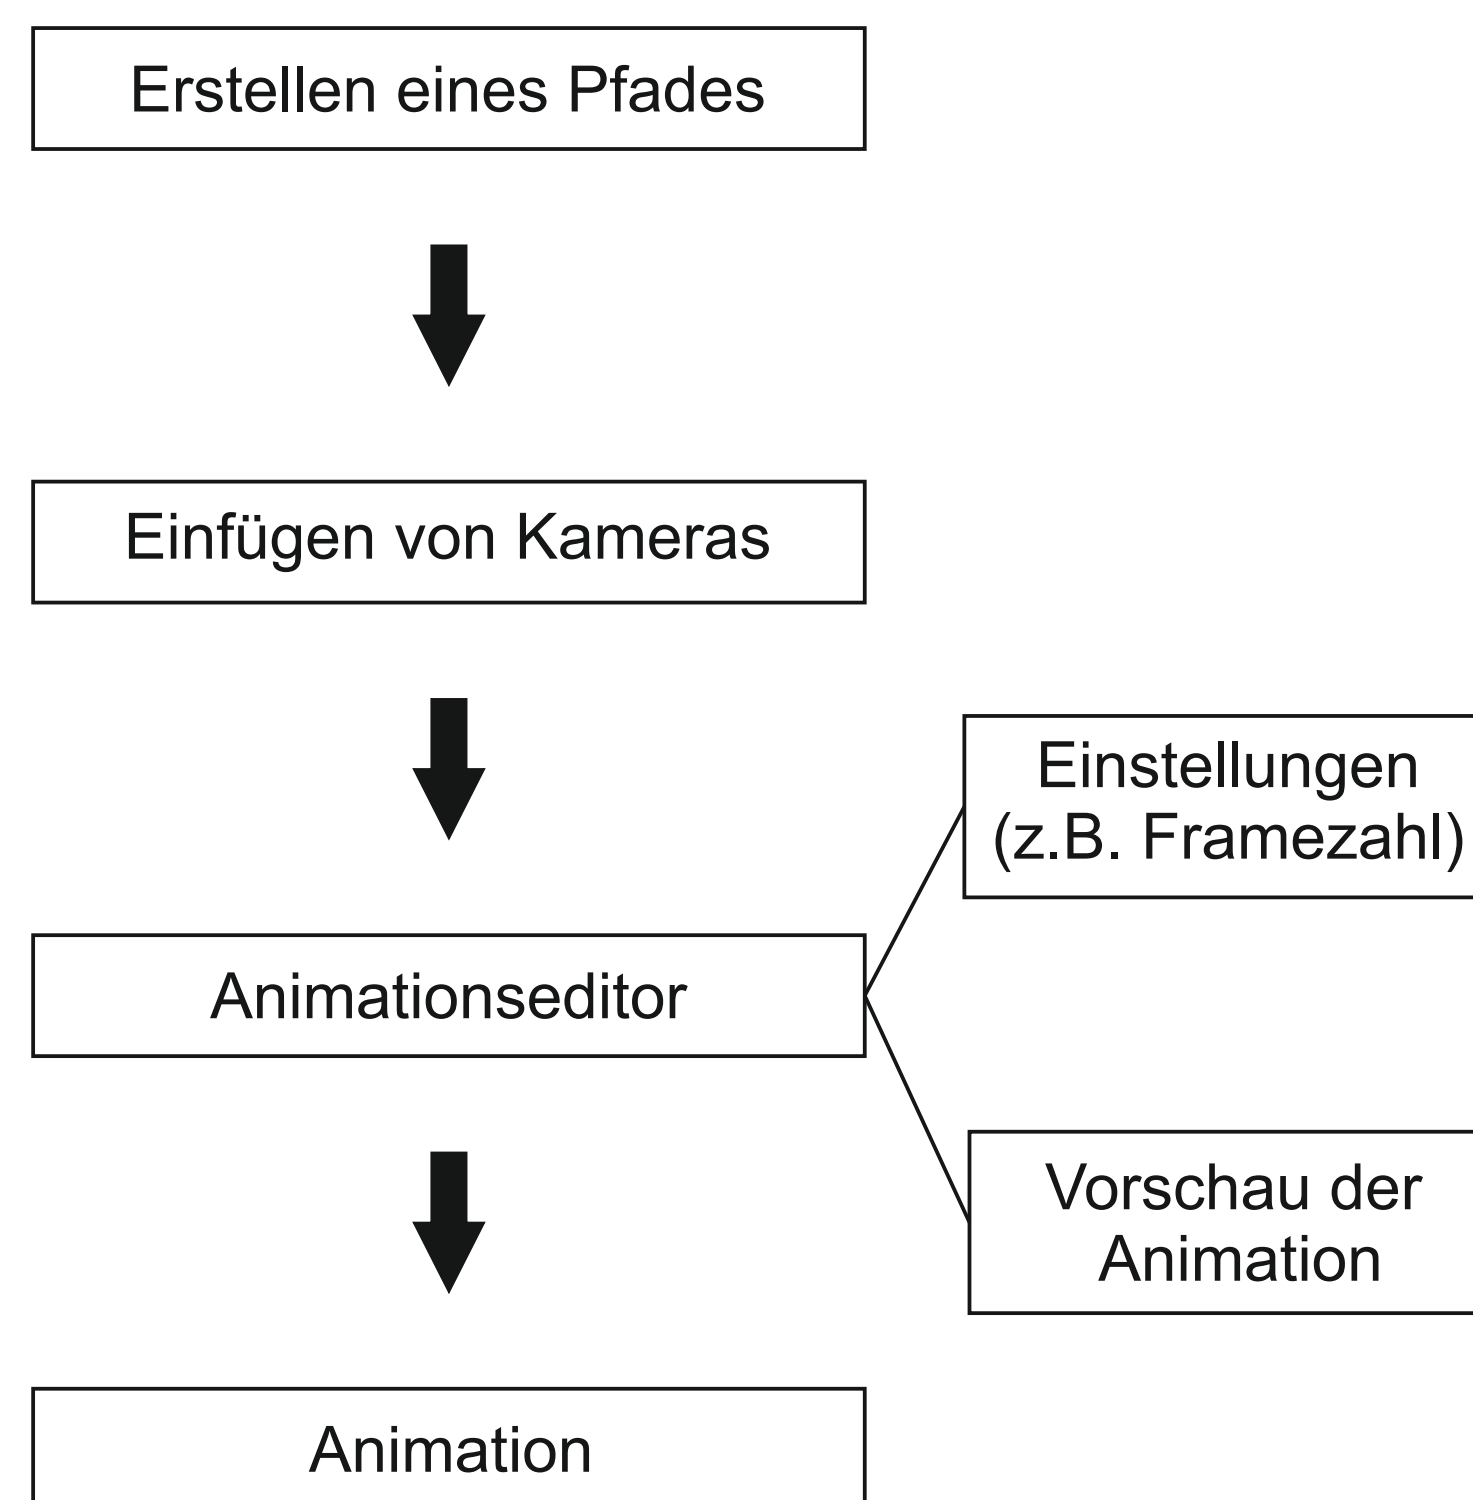 Erstellen eines Pfades
Einfügen von Kameras
Einstellungen
(z.B. Framezahl)
Animationseditor
Vorschau der
Animation
Animation